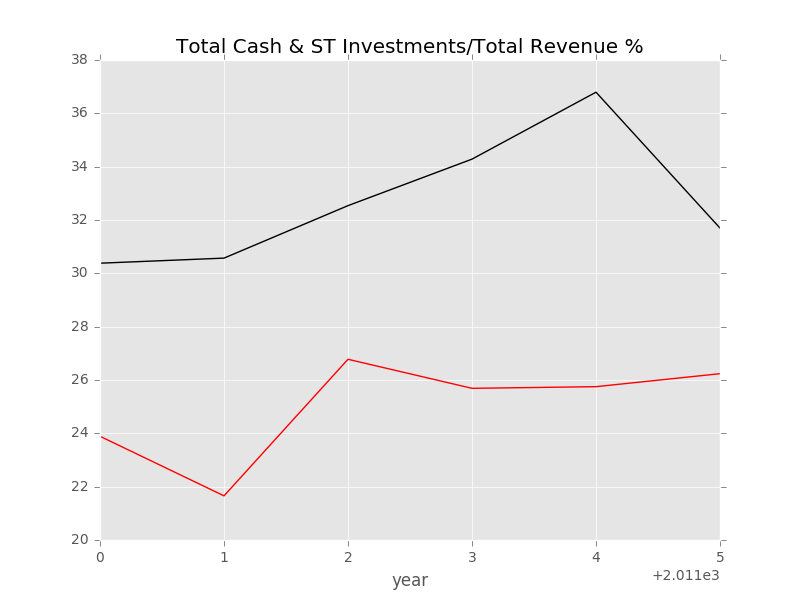 Total Cash & ST Investments/Total Revenue %
38
36
34
32
30
28
26
24
22
20
0 1 2 3 4 5
+2.011e3
year